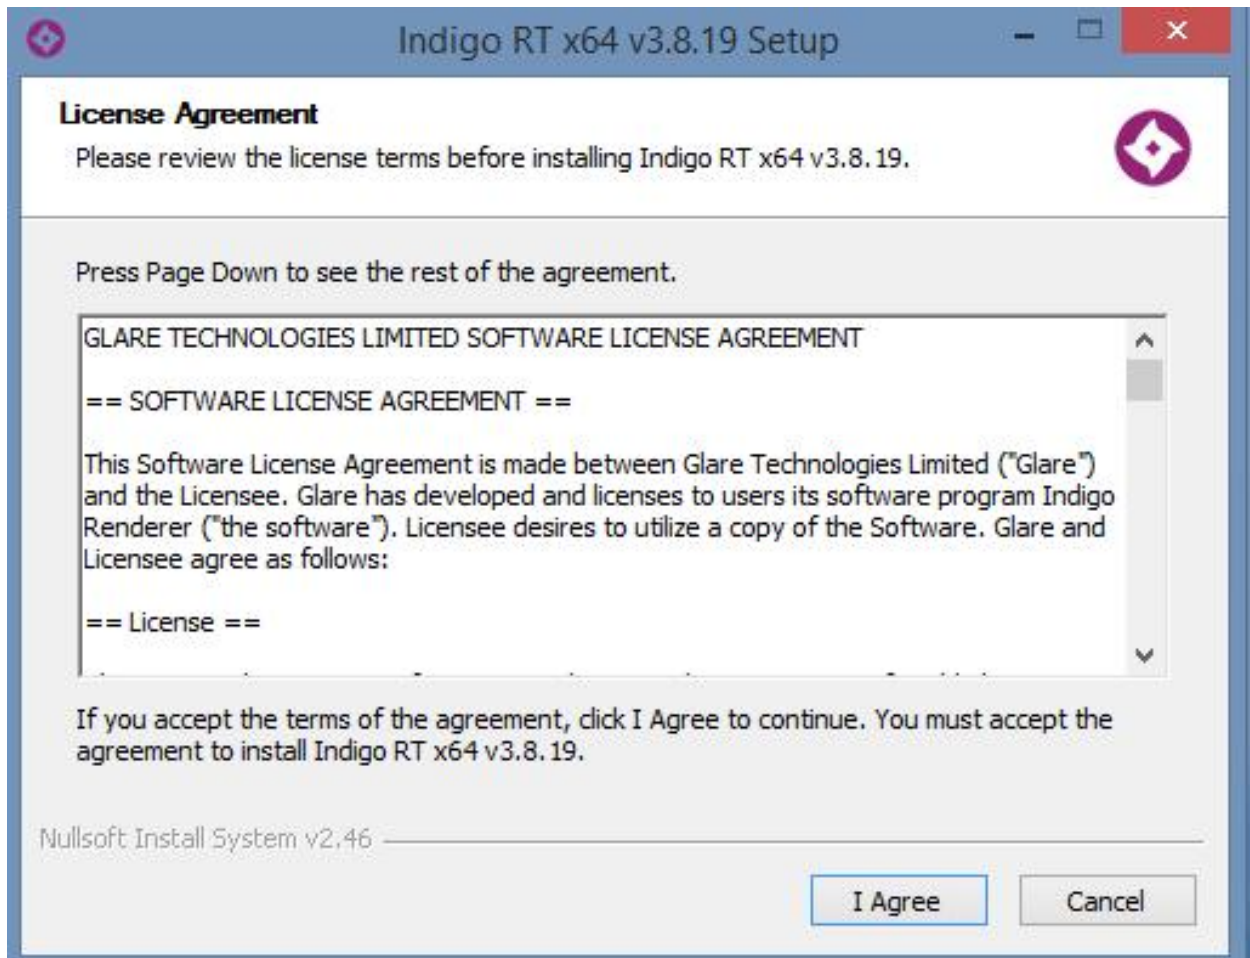 Indigo RT x64 v3.8.19 Setup
License Agreement
Please review the license terms before installing Indigo RT x64 v3.8.19.
Press Page Down to see the rest of the agreement.
GLARE TECHNOLOGIES LIMITED SOFTWARE LICENSE AGREEMENT
== SOFTWARE LICENSE AGREEMENT ==
This Software License Agreement is made between Glare Technologies Limited ("Glare")
and the Licensee. Glare has developed and licenses to users its software program Indigo
Renderer ("the software"). Licensee desires to utilize a copy of the Software. Glare and
Licensee agree as follows:
== License ==
If you accept the terms of the agreement, click I Agree to continue. You must accept the
agreement to install Indigo RT x64 v3.8.19.
Nullsoft Install System v2.46
I Agree
Cancel